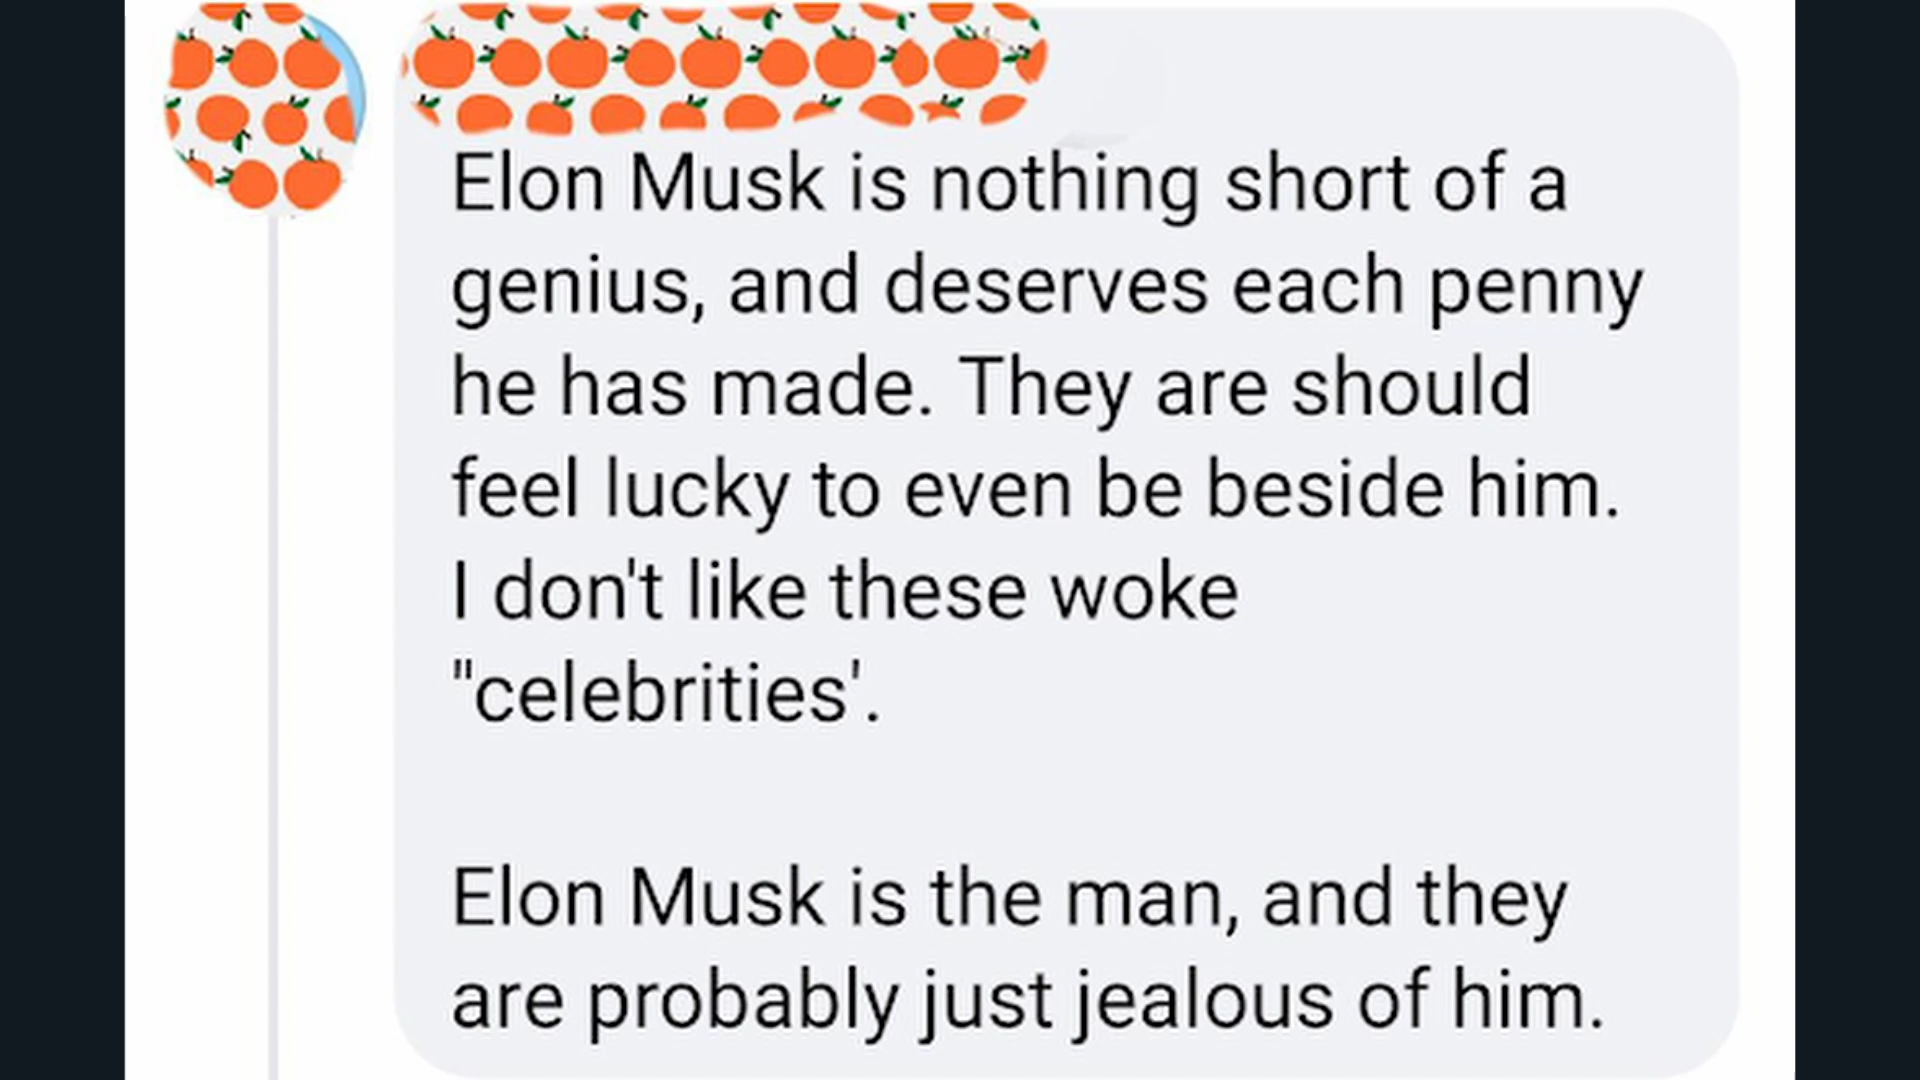 Elon Musk is nothing short of a
genius, and deserves each penny
he has made. They are should
feel lucky to even be beside him.
I don't like these woke
"celebrities'.
Elon Musk is the man, and they
are probably just jealous of him.